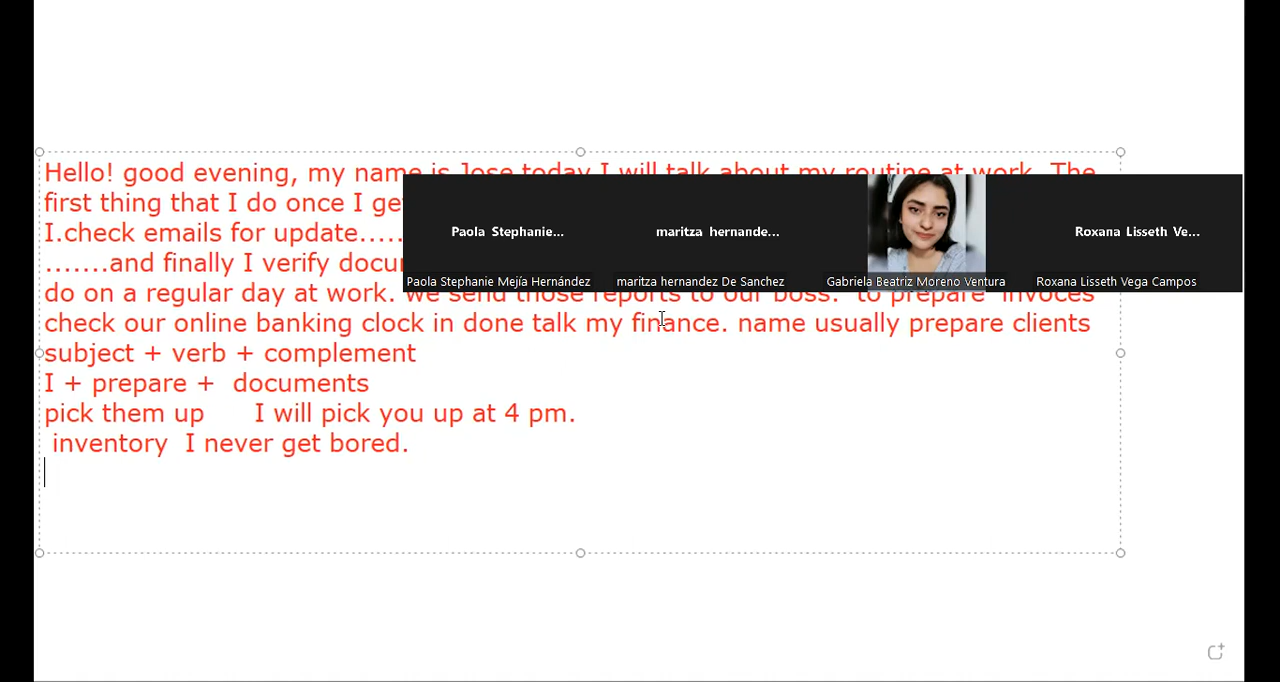 Hello! good evening, my name is Jose today I will talk about my routine at work. The
first thing that I do once I ge
I.check emails for update.....
Paola Stephanie... maritza hernande... Roxana Lisseth Ve...
.......and finally I verify docu
Paola Stephanie Mejía Hernández maritza hernandez De Sanchez Gabriela Beatriz Moreno Ventura Roxana Lisseth Vega Campos
do on a regular day at work. we send those reports to our boss. to prepare invoces
check our online banking clock in done talk my finance. name usually prepare clients
subject + verb + complement
I + prepare + documents
pick them up I will pick you up at 4 pm.
inventory I never get bored.